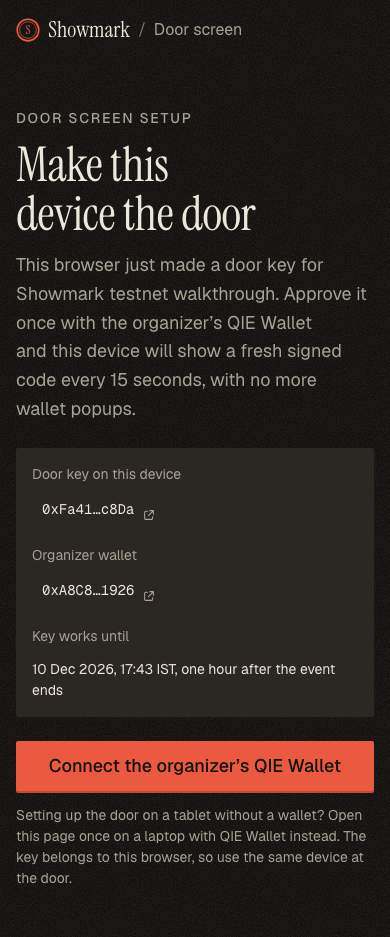 S Showmark / Door screen
DOOR SCREEN SETUP
Make this
device the door
This browser just made a door key for
Showmark testnet walkthrough. Approve it
once with the organizer’s QIE Wallet
and this device will show a fresh signed
code every 15 seconds, with no more
wallet popups.
Door key on this device
0xFa41…c8Da
Organizer wallet
0xA8C8…1926
Key works until
10 Dec 2026, 17:43 IST, one hour after the event
ends
Connect the organizer’s QIE Wallet
Setting up the door on a tablet without a wallet? Open
this page once on a laptop with QIE Wallet instead. The
key belongs to this browser, so use the same device at
the door.